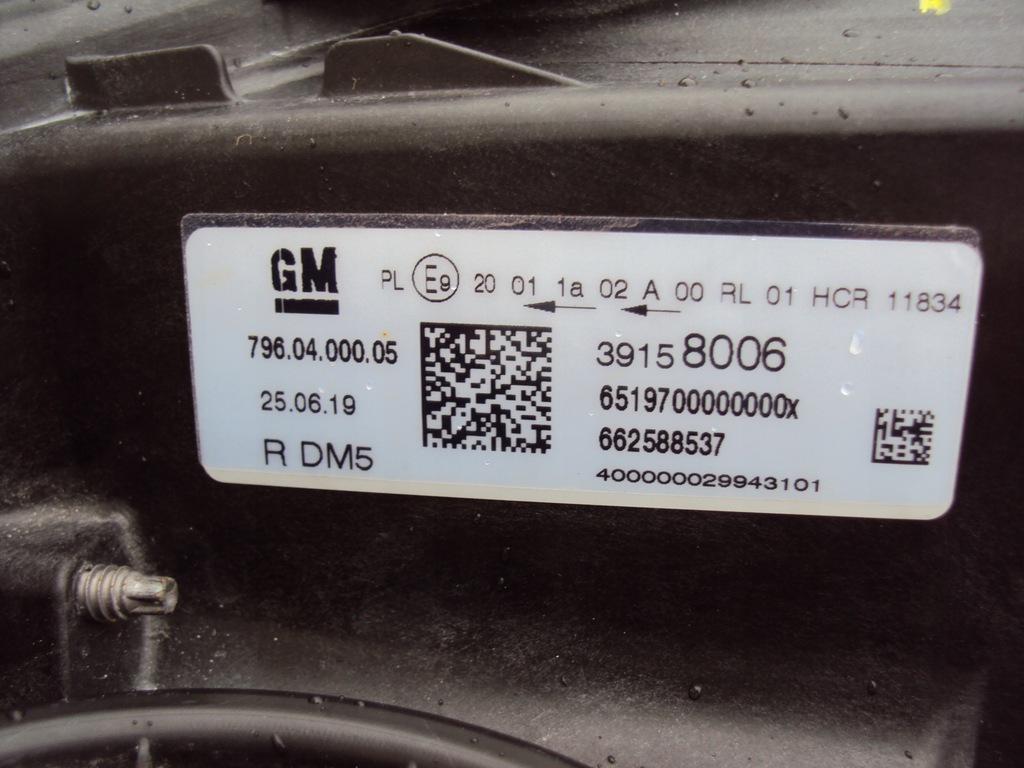 GM
PL E9 20 01 1a 02 A 00 RL 01 HCR 11834
796.04.000.05
39158006
25.06.19
6519700000000x
R DM5
662588537
400000029943101